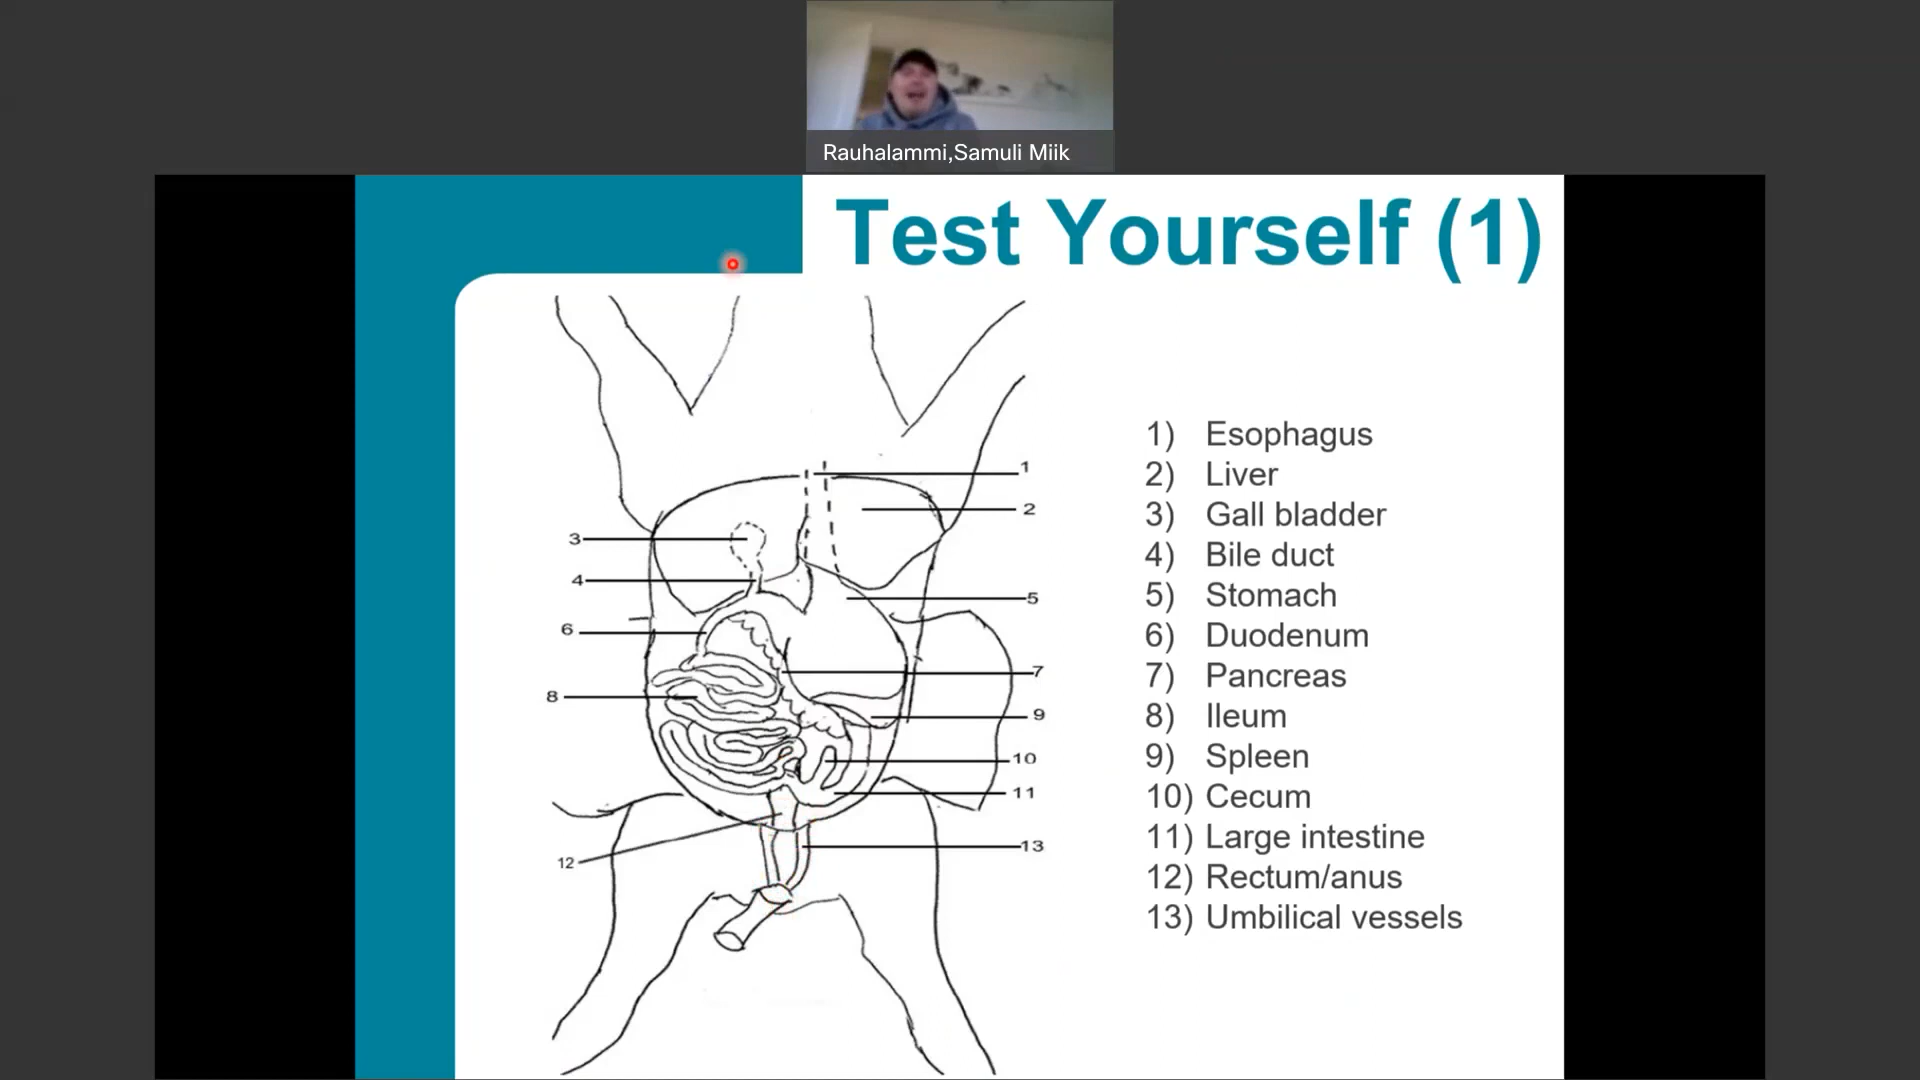 Rauhalammi,Samuli Miik
Test Yourself (1)
1
2
3
4
5
6
7
8
9
10
11
12
13
1) Esophagus
2) Liver
3) Gall bladder
4) Bile duct
5) Stomach
6) Duodenum
7) Pancreas
8) Ileum
9) Spleen
10) Cecum
11) Large intestine
12) Rectum/anus
13) Umbilical vessels